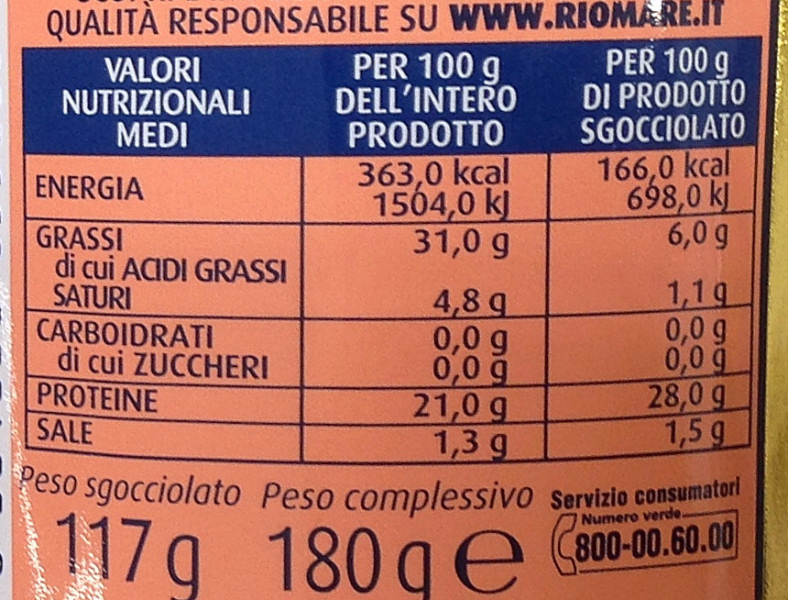 QUALITÀ RESPONSABILE SU WWW.RIOMARE.IT
VALORI NUTRIZIONALI MEDI
PER 100 g DELL'INTERO PRODOTTO
PER 100 g DI PRODOTTO SGOCCIOLATO
ENERGIA 363,0 kcal 166,0 kcal
1504,0 kJ 698,0 kJ
GRASSI 31,0 g 6,0 g
di cui ACIDI GRASSI
SATURI 4,8 g 1,1 g
CARBOIDRATI 0,0 g 0,0 g
di cui ZUCCHERI 0,0 g 0,0 g
PROTEINE 21,0 g 28,0 g
SALE 1,3 g 1,5 g
Peso sgocciolato Peso complessivo Servizio consumatori
Numero verde
117 g 180 g e 800-00.60.00